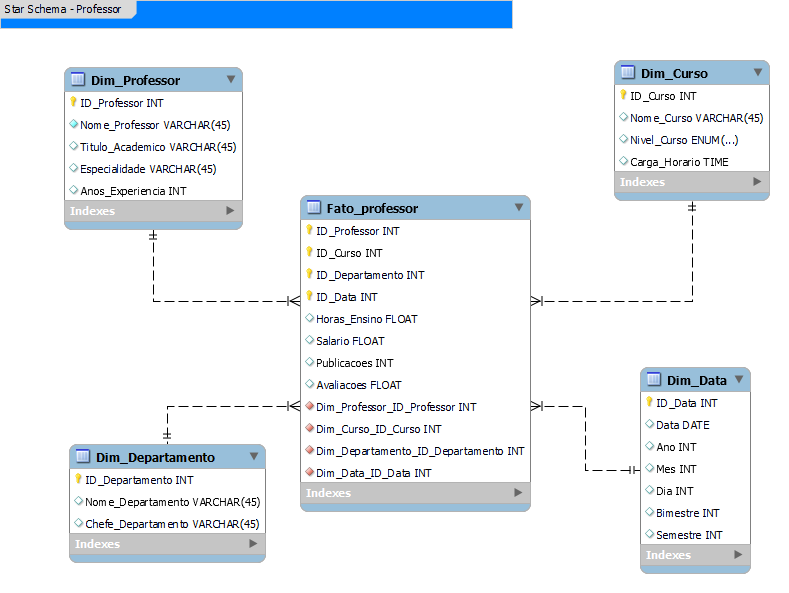 Star Schema - Professor
Dim_Professor
ID_Professor INT
Nome_Professor VARCHAR(45)
Titulo_Academico VARCHAR(45)
Especialidade VARCHAR(45)
Anos_Experiencia INT
Indexes
Dim_Curso
ID_Curso INT
Nome_Curso VARCHAR(45)
Nivel_Curso ENUM(...)
Carga_Horario TIME
Indexes
Fato_professor
ID_Professor INT
ID_Curso INT
ID_Departamento INT
ID_Data INT
Horas_Ensino FLOAT
Salario FLOAT
Publicacoes INT
Avaliacoes FLOAT
Dim_Professor_ID_Professor INT
Dim_Curso_ID_Curso INT
Dim_Departamento_ID_Departamento INT
Dim_Data_ID_Data INT
Indexes
Dim_Departamento
ID_Departamento INT
Nome_Departamento VARCHAR(45)
Chefe_Departamento VARCHAR(45)
Indexes
Dim_Data
ID_Data INT
Data DATE
Ano INT
Mes INT
Dia INT
Bimestre INT
Semestre INT
Indexes